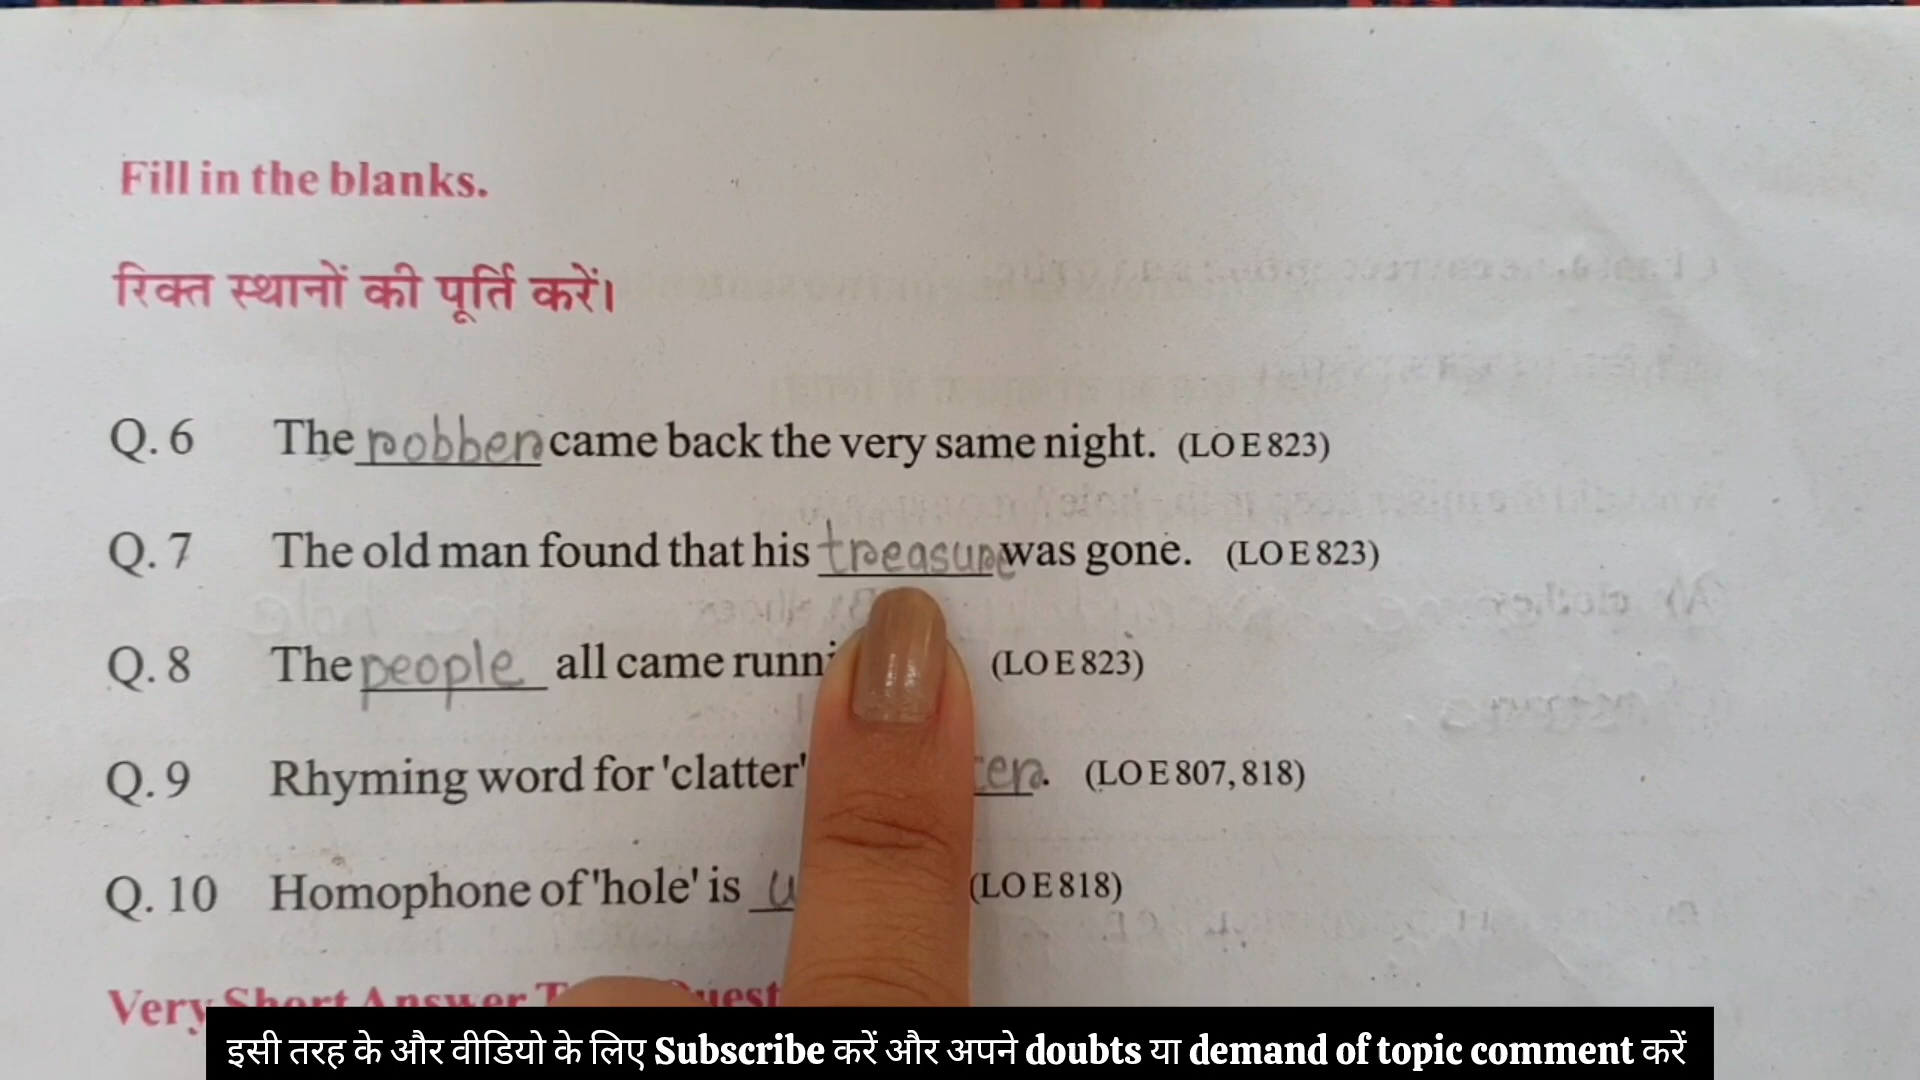 Fill in the blanks.
रिक्त स्थानों की पूर्ति करें।
Q. 6 The robber came back the very same night. (LO E 823)
Q. 7 The old man found that his treasure was gone. (LO E 823)
Q. 8 The people all came (LO E 823)
Q. 9 Rhyming word for 'clatter' (LO E 807, 818)
Q. 10 Homophone of 'hole' is (LO E 818)
Very Short Answer
इसी तरह के और वीडियो के लिए Subscribe करें और अपने doubts या demand of topic comment करें